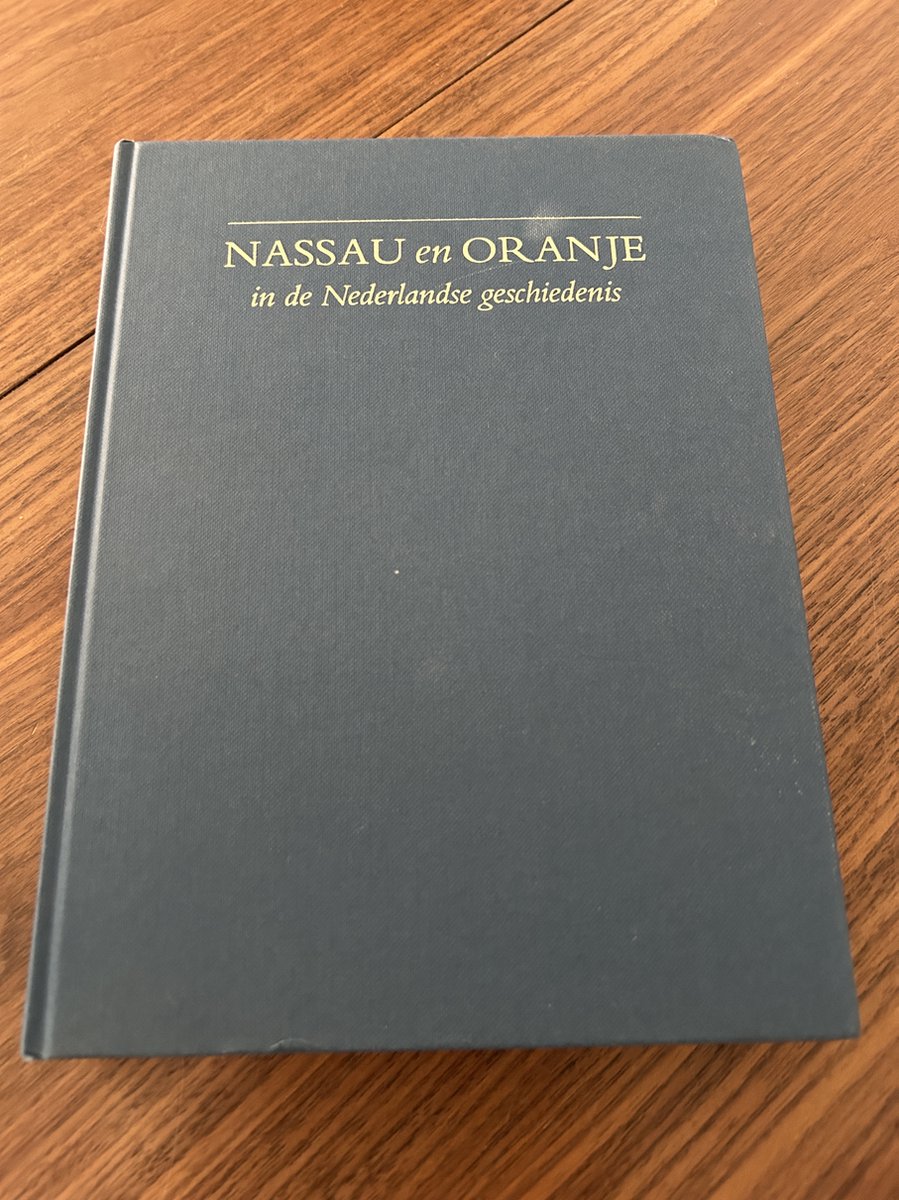 NASSAU en ORANJE
in de Nederlandse geschiedenis